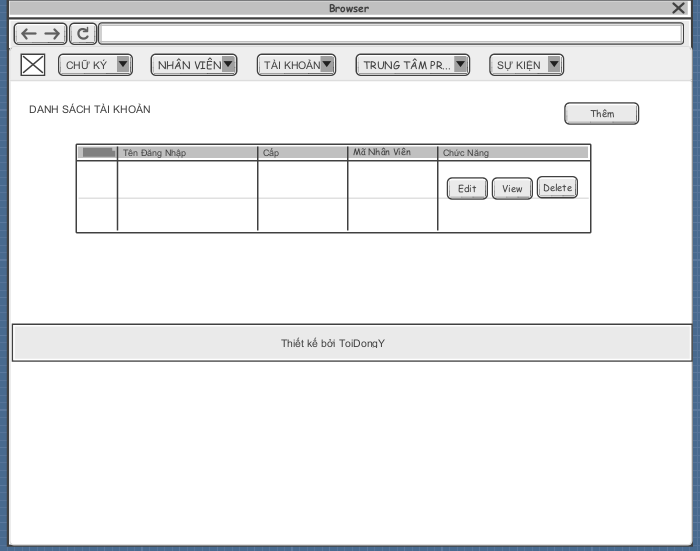 Browser
CHỮ KÝ
NHÂN VIÊN
TÀI KHOẢN
TRUNG TÂM PR...
SỰ KIỆN
DANH SÁCH TÀI KHOẢN
Thêm
Tên Đăng Nhập
Cấp
Mã Nhân Viên
Chức Năng
Edit
View
Delete
Thiết kế bởi ToiDongY